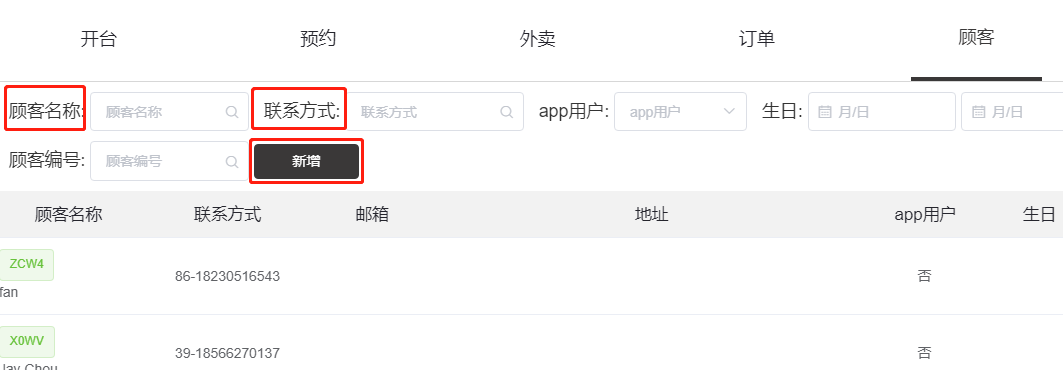 开台 预约 外卖 订单 顾客
顾客名称: 顾客名称 联系方式: 联系方式 app用户: app用户 生日: 月/日 月/日
顾客编号: 顾客编号 新增
顾客名称 联系方式 邮箱 地址 app用户 生日
ZCW4
86-18230516543 否
fan
X0WV
39-18566270137 否
Jay Chou